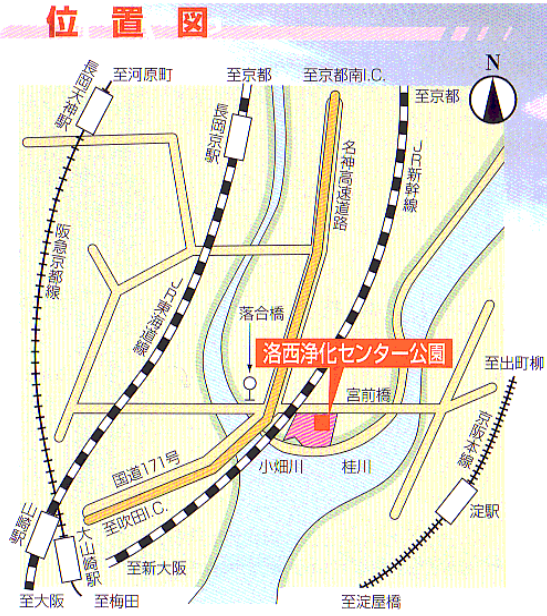 位置図
N
至河原町
至京都
至京都南I.C.
至京都
長岡天神駅
長岡京駅
名神高速道路
JR新幹線
阪急京都線
JR東海道線
落合橋
洛西浄化センター公園
宮前橋
至出町柳
京阪本線
国道171号
小畑川
桂川
淀駅
至吹田I.C.
山崎駅
大山崎駅
至新大阪
至大阪
至梅田
至淀屋橋